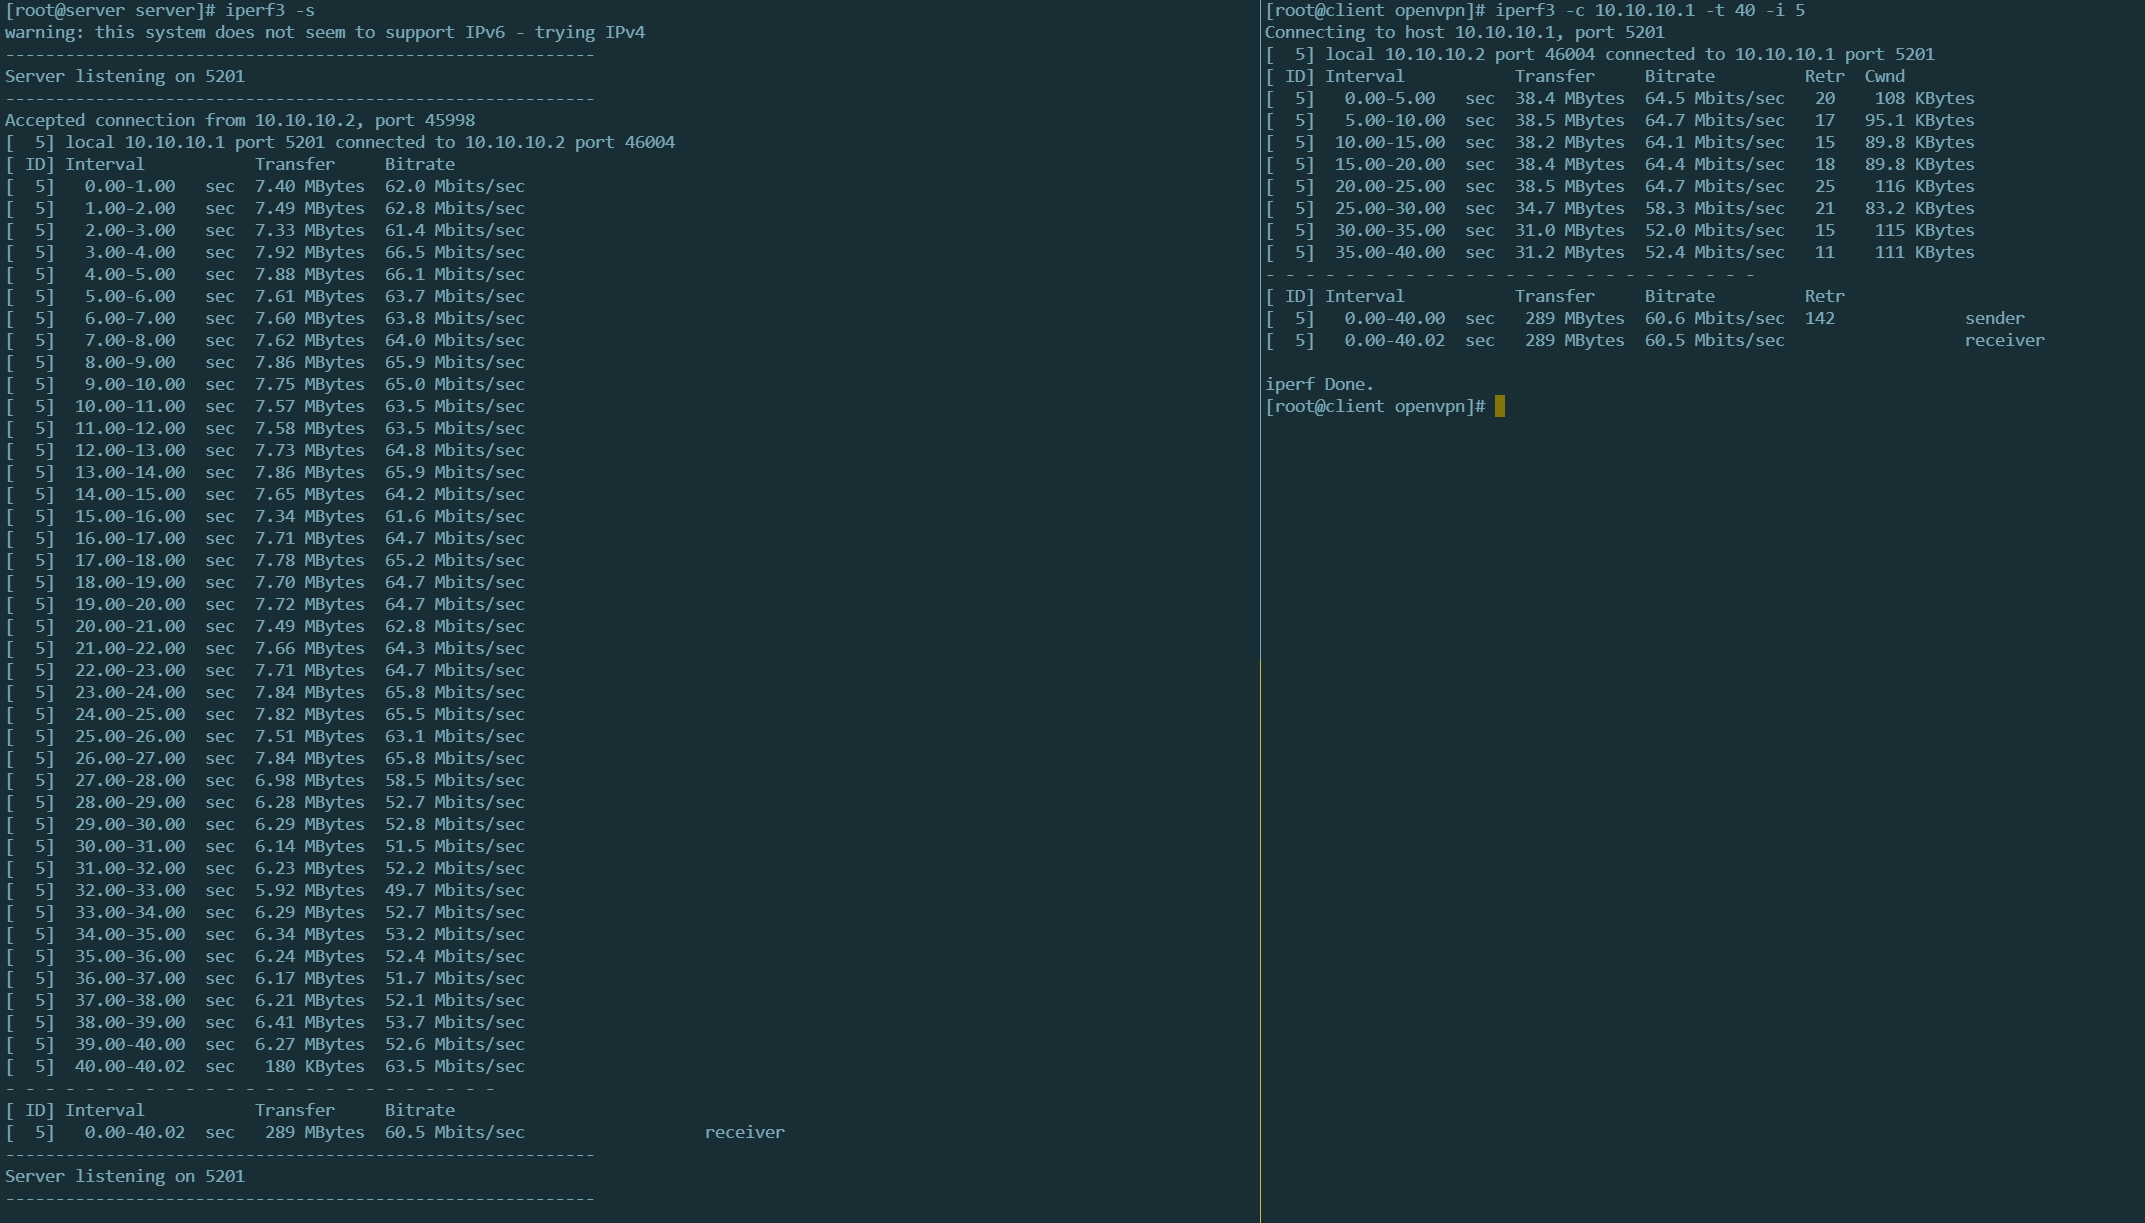 [root@server server]# iperf3 -s
warning: this system does not seem to support IPv6 - trying IPv4
-----------------------------------------------------------
Server listening on 5201
-----------------------------------------------------------
Accepted connection from 10.10.10.2, port 45998
[  5] local 10.10.10.1 port 5201 connected to 10.10.10.2 port 46004
[ ID] Interval           Transfer     Bitrate
[  5]   0.00-1.00   sec  7.40 MBytes  62.0 Mbits/sec
[  5]   1.00-2.00   sec  7.49 MBytes  62.8 Mbits/sec
[  5]   2.00-3.00   sec  7.33 MBytes  61.4 Mbits/sec
[  5]   3.00-4.00   sec  7.92 MBytes  66.5 Mbits/sec
[  5]   4.00-5.00   sec  7.88 MBytes  66.1 Mbits/sec
[  5]   5.00-6.00   sec  7.61 MBytes  63.7 Mbits/sec
[  5]   6.00-7.00   sec  7.60 MBytes  63.8 Mbits/sec
[  5]   7.00-8.00   sec  7.62 MBytes  64.0 Mbits/sec
[  5]   8.00-9.00   sec  7.86 MBytes  65.9 Mbits/sec
[  5]   9.00-10.00  sec  7.75 MBytes  65.0 Mbits/sec
[  5]  10.00-11.00  sec  7.57 MBytes  63.5 Mbits/sec
[  5]  11.00-12.00  sec  7.58 MBytes  63.5 Mbits/sec
[  5]  12.00-13.00  sec  7.73 MBytes  64.8 Mbits/sec
[  5]  13.00-14.00  sec  7.86 MBytes  65.9 Mbits/sec
[  5]  14.00-15.00  sec  7.65 MBytes  64.2 Mbits/sec
[  5]  15.00-16.00  sec  7.34 MBytes  61.6 Mbits/sec
[  5]  16.00-17.00  sec  7.71 MBytes  64.7 Mbits/sec
[  5]  17.00-18.00  sec  7.78 MBytes  65.2 Mbits/sec
[  5]  18.00-19.00  sec  7.70 MBytes  64.7 Mbits/sec
[  5]  19.00-20.00  sec  7.72 MBytes  64.7 Mbits/sec
[  5]  20.00-21.00  sec  7.49 MBytes  62.8 Mbits/sec
[  5]  21.00-22.00  sec  7.66 MBytes  64.3 Mbits/sec
[  5]  22.00-23.00  sec  7.71 MBytes  64.7 Mbits/sec
[  5]  23.00-24.00  sec  7.84 MBytes  65.8 Mbits/sec
[  5]  24.00-25.00  sec  7.82 MBytes  65.5 Mbits/sec
[  5]  25.00-26.00  sec  7.51 MBytes  63.1 Mbits/sec
[  5]  26.00-27.00  sec  7.84 MBytes  65.8 Mbits/sec
[  5]  27.00-28.00  sec  6.98 MBytes  58.5 Mbits/sec
[  5]  28.00-29.00  sec  6.28 MBytes  52.7 Mbits/sec
[  5]  29.00-30.00  sec  6.29 MBytes  52.8 Mbits/sec
[  5]  30.00-31.00  sec  6.14 MBytes  51.5 Mbits/sec
[  5]  31.00-32.00  sec  6.23 MBytes  52.2 Mbits/sec
[  5]  32.00-33.00  sec  5.92 MBytes  49.7 Mbits/sec
[  5]  33.00-34.00  sec  6.29 MBytes  52.7 Mbits/sec
[  5]  34.00-35.00  sec  6.34 MBytes  53.2 Mbits/sec
[  5]  35.00-36.00  sec  6.24 MBytes  52.4 Mbits/sec
[  5]  36.00-37.00  sec  6.17 MBytes  51.7 Mbits/sec
[  5]  37.00-38.00  sec  6.21 MBytes  52.1 Mbits/sec
[  5]  38.00-39.00  sec  6.41 MBytes  53.7 Mbits/sec
[  5]  39.00-40.00  sec  6.27 MBytes  52.6 Mbits/sec
[  5]  40.00-40.02  sec   180 KBytes  63.5 Mbits/sec
- - - - - - - - - - - - - - - - - - - - - - - - -
[ ID] Interval           Transfer     Bitrate
[  5]   0.00-40.02  sec   289 MBytes  60.5 Mbits/sec                  receiver
-----------------------------------------------------------
Server listening on 5201
-----------------------------------------------------------
[root@client openvpn]# iperf3 -c 10.10.10.1 -t 40 -i 5
Connecting to host 10.10.10.1, port 5201
[  5] local 10.10.10.2 port 46004 connected to 10.10.10.1 port 5201
[ ID] Interval           Transfer     Bitrate         Retr  Cwnd
[  5]   0.00-5.00   sec  38.4 MBytes  64.5 Mbits/sec   20    108 KBytes
[  5]   5.00-10.00  sec  38.5 MBytes  64.7 Mbits/sec   17   95.1 KBytes
[  5]  10.00-15.00  sec  38.2 MBytes  64.1 Mbits/sec   15   89.8 KBytes
[  5]  15.00-20.00  sec  38.4 MBytes  64.4 Mbits/sec   18   89.8 KBytes
[  5]  20.00-25.00  sec  38.5 MBytes  64.7 Mbits/sec   25    116 KBytes
[  5]  25.00-30.00  sec  34.7 MBytes  58.3 Mbits/sec   21   83.2 KBytes
[  5]  30.00-35.00  sec  31.0 MBytes  52.0 Mbits/sec   15    115 KBytes
[  5]  35.00-40.00  sec  31.2 MBytes  52.4 Mbits/sec   11    111 KBytes
- - - - - - - - - - - - - - - - - - - - - - - - -
[ ID] Interval           Transfer     Bitrate         Retr
[  5]   0.00-40.00  sec   289 MBytes  60.6 Mbits/sec  142             sender
[  5]   0.00-40.02  sec   289 MBytes  60.5 Mbits/sec                  receiver
iperf Done.
[root@client openvpn]#